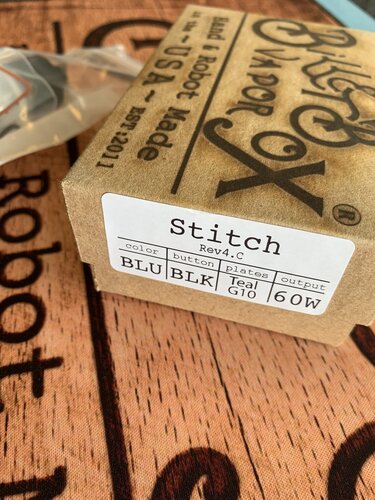 Billet Box
VAPOR
®
Hand & Robot Made
USA ~ EST:2011
Stitch
Rev4.C
color button plates output
BLU BLK Teal G10 60W
Robot